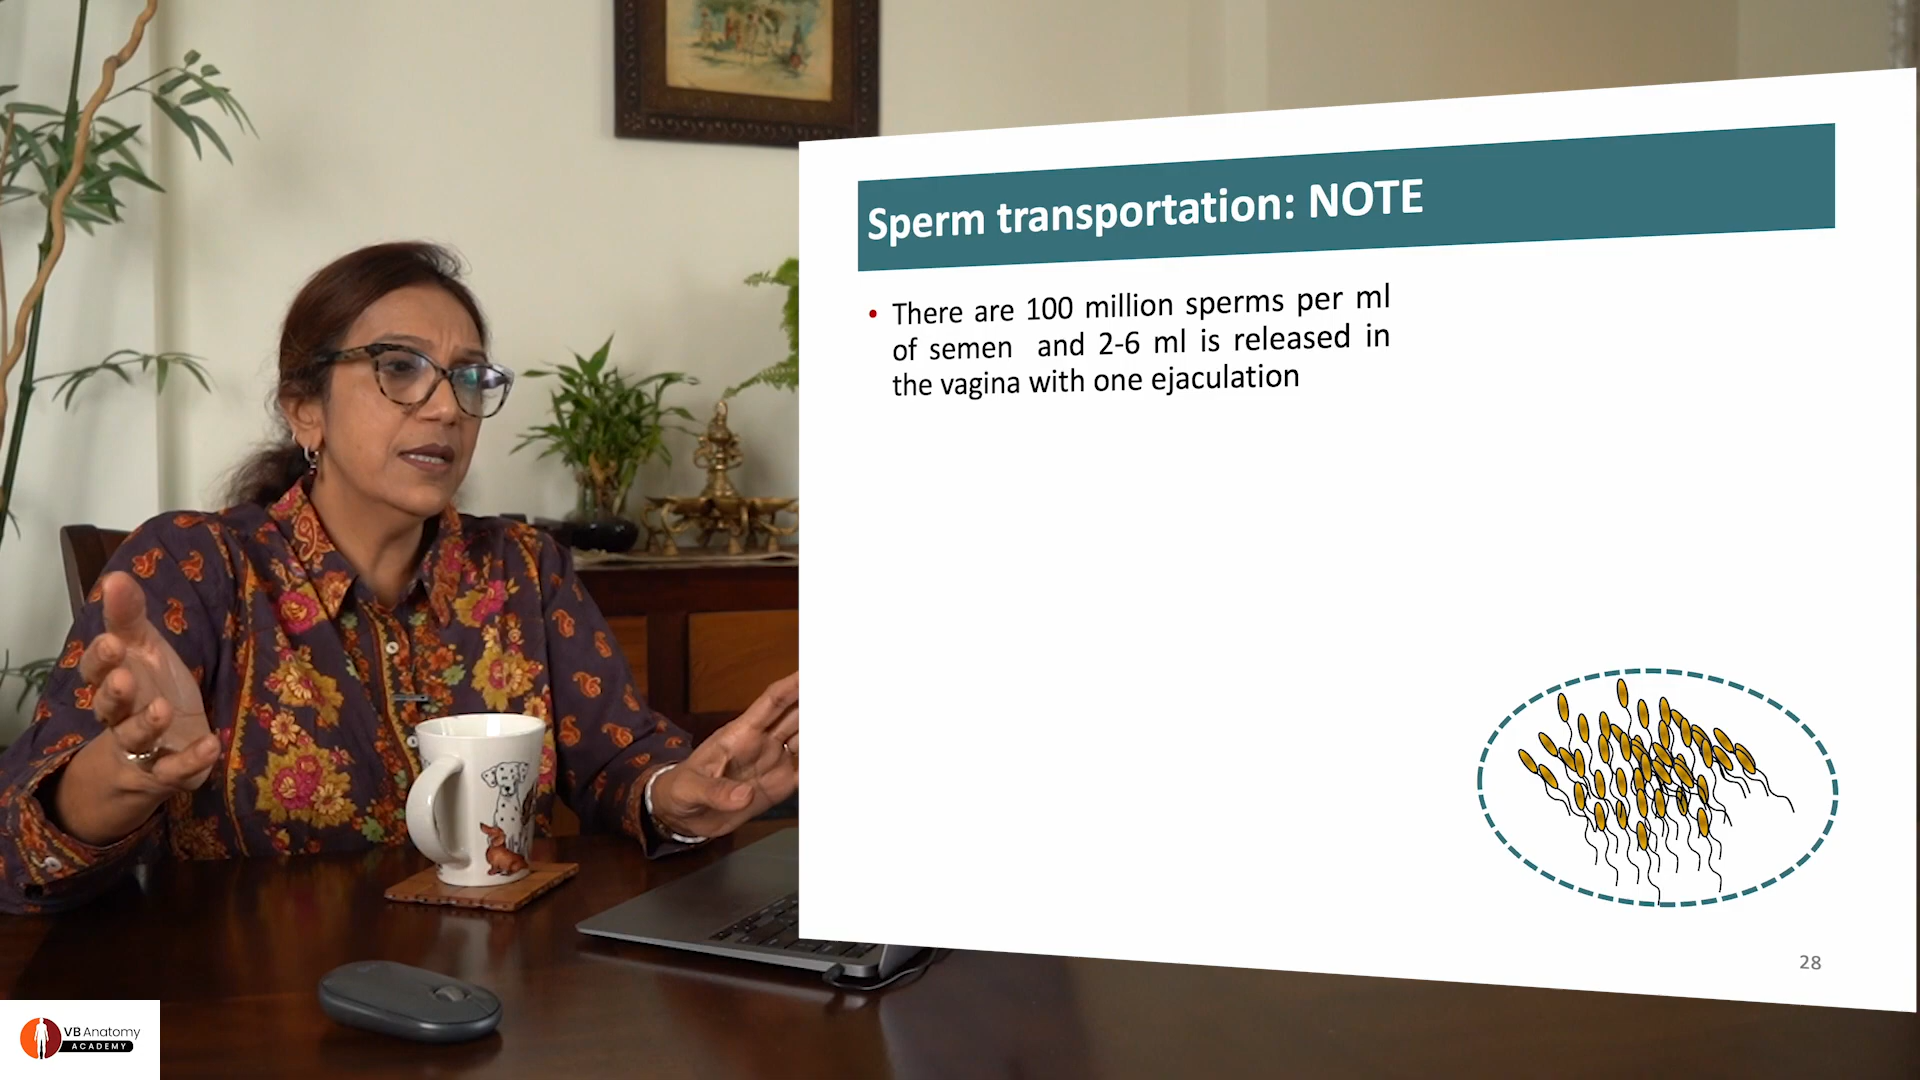 Sperm transportation: NOTE
• There are 100 million sperms per ml
of semen and 2-6 ml is released in
the vagina with one ejaculation
28
VB Anatomy
ACADEMY